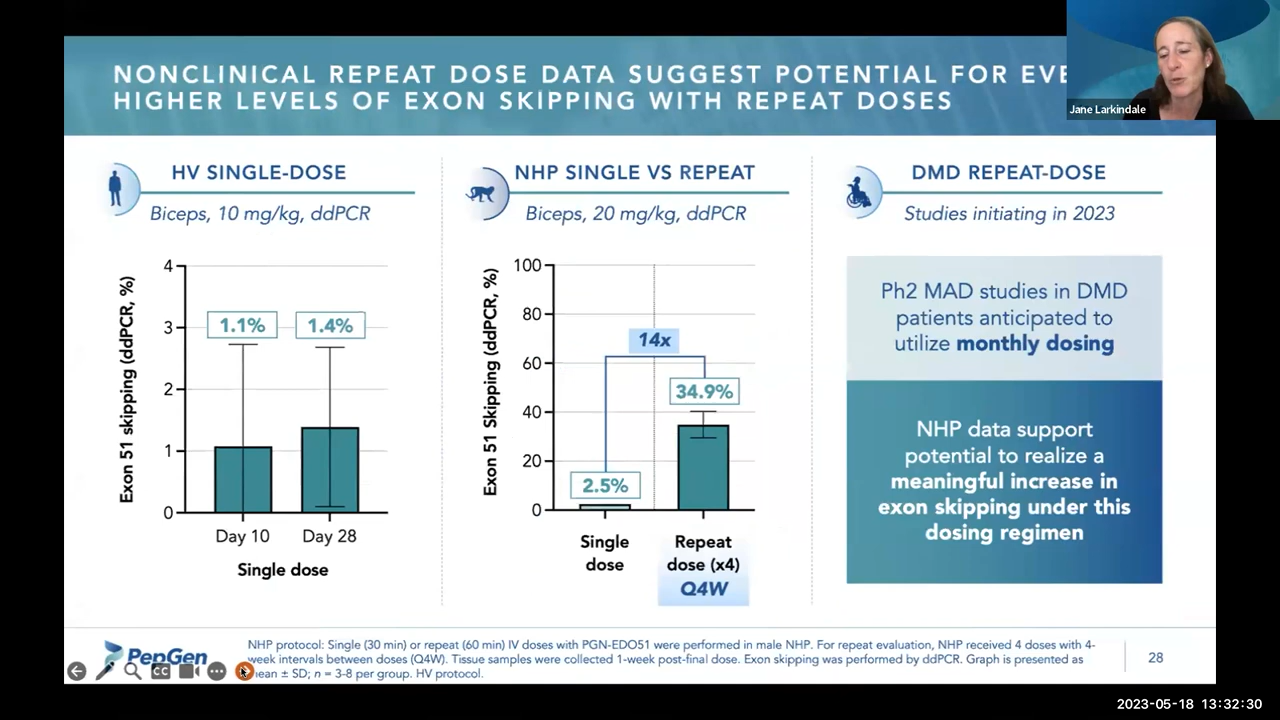 NONCLINICAL REPEAT DOSE DATA SUGGEST POTENTIAL FOR EVE
HIGHER LEVELS OF EXON SKIPPING WITH REPEAT DOSES
Jane Larkindale
HV SINGLE-DOSE
Biceps, 10 mg/kg, ddPCR
Exon 51 skipping (ddPCR, %)
4
3
2
1
0
1.1%
1.4%
Day 10
Day 28
Single dose
NHP SINGLE VS REPEAT
Biceps, 20 mg/kg, ddPCR
Exon 51 Skipping (ddPCR, %)
100
80
60
40
20
0
14x
34.9%
2.5%
Single
dose
Repeat
dose (x4)
Q4W
DMD REPEAT-DOSE
Studies initiating in 2023
Ph2 MAD studies in DMD
patients anticipated to
utilize monthly dosing
NHP data support
potential to realize a
meaningful increase in
exon skipping under this
dosing regimen
PepGen
CC
NHP protocol: Single (30 min) or repeat (60 min) IV doses with PGN-EDO51 were performed in male NHP. For repeat evaluation, NHP received 4 doses with 4-
week intervals between doses (Q4W). Tissue samples were collected 1-week post-final dose. Exon skipping was performed by ddPCR. Graph is presented as
mean ± SD; n = 3-8 per group. HV protocol.
28
2023-05-18 13:32:30